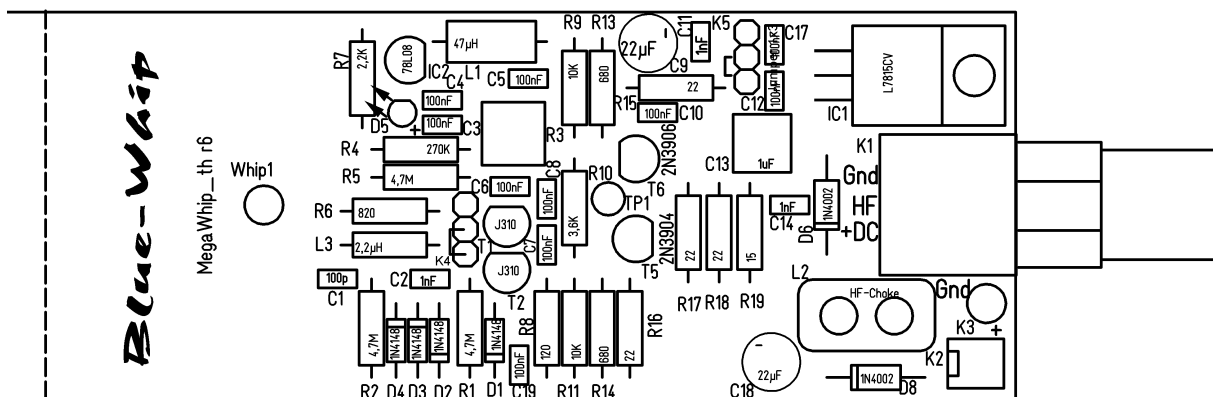 Blue-Whip
MegaWhip_th r6
Whip1
R7
2,2K
78L08
IC2
47µH
L1
C5
100nF
C4
100nF
100nF
C3
D5
+
R3
R4
270K
R5
4,7M
R6
820
L3
2,2µH
100p
C1
C2
1nF
K4
C6
100nF
J310
T1
J310
T2
C8
100nF
C7
100nF
R9
10K
R13
680
R15
22µF
C11
1nF
C9
22
100nF
C10
K5
C17
100nF
C12
100nF
L7815CV
IC1
3,6K
R10
TP1
2N3906
T6
2N3904
T5
C13
1uF
22
R17
22
R18
15
R19
1nF
C14
1N4002
D6
K1
Gnd
HF
+DC
L2
HF-Choke
Gnd
K3
+
K2
4,7M
R2
1N4148
D4
1N4148
D3
1N4148
D2
4,7M
R1
1N4148
D1
100nF
C19
R8
120
10K
R11
680
R14
22
R16
22µF
C18
1N4002
D8